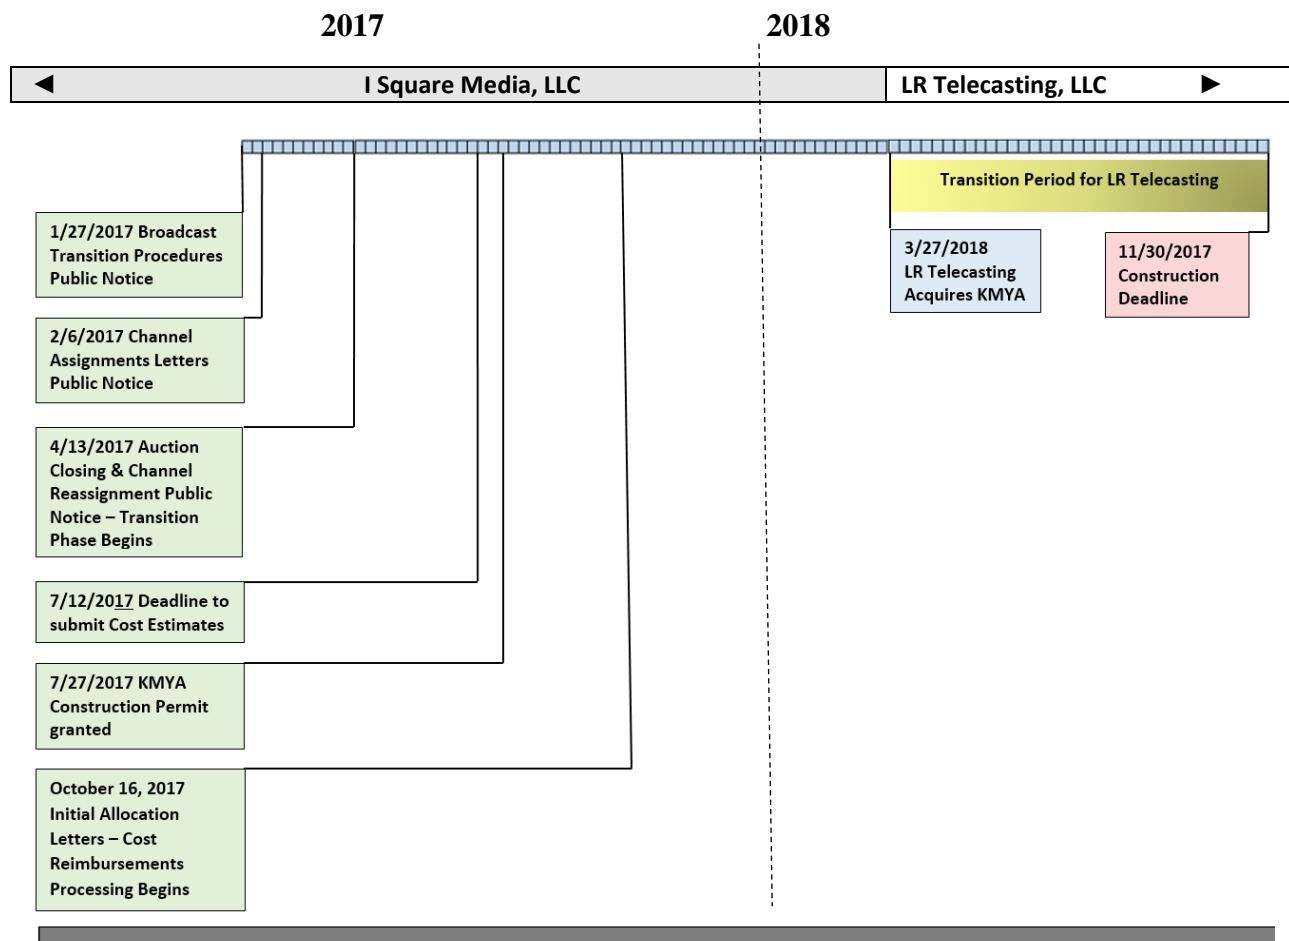 2017
2018
◄ I Square Media, LLC
LR Telecasting, LLC ►
Transition Period for LR Telecasting
1/27/2017 Broadcast
Transition Procedures
Public Notice
2/6/2017 Channel
Assignments Letters
Public Notice
4/13/2017 Auction
Closing & Channel
Reassignment Public
Notice – Transition
Phase Begins
7/12/2017 Deadline to
submit Cost Estimates
7/27/2017 KMYA
Construction Permit
granted
October 16, 2017
Initial Allocation
Letters – Cost
Reimbursements
Processing Begins
3/27/2018
LR Telecasting
Acquires KMYA
11/30/2017
Construction
Deadline